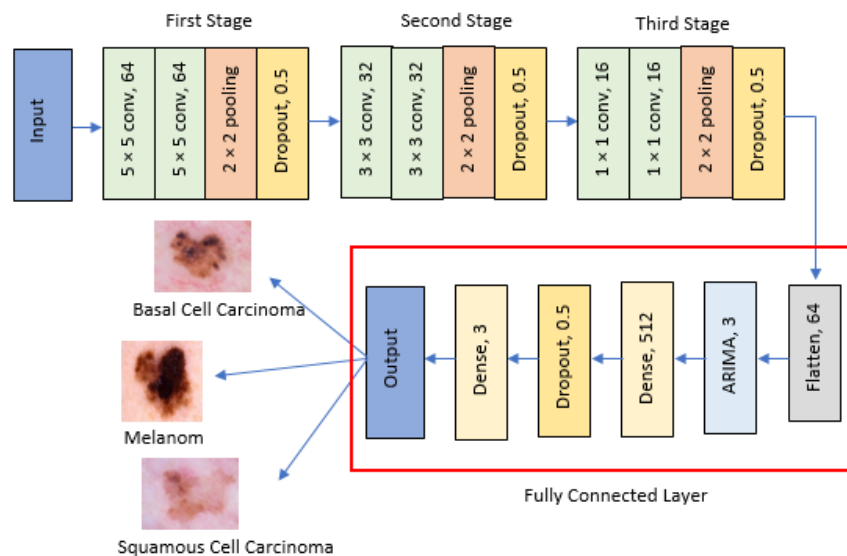 First Stage
Second Stage
Third Stage
Input
5 × 5 conv, 64
5 × 5 conv, 64
2 × 2 pooling
Dropout, 0.5
3 × 3 conv, 32
3 × 3 conv, 32
2 × 2 pooling
Dropout, 0.5
1 × 1 conv, 16
1 × 1 conv, 16
2 × 2 pooling
Dropout, 0.5
Basal Cell Carcinoma
Melanom
Squamous Cell Carcinoma
Output
Dense, 3
Dropout, 0.5
Dense, 512
ARIMA, 3
Flatten, 64
Fully Connected Layer